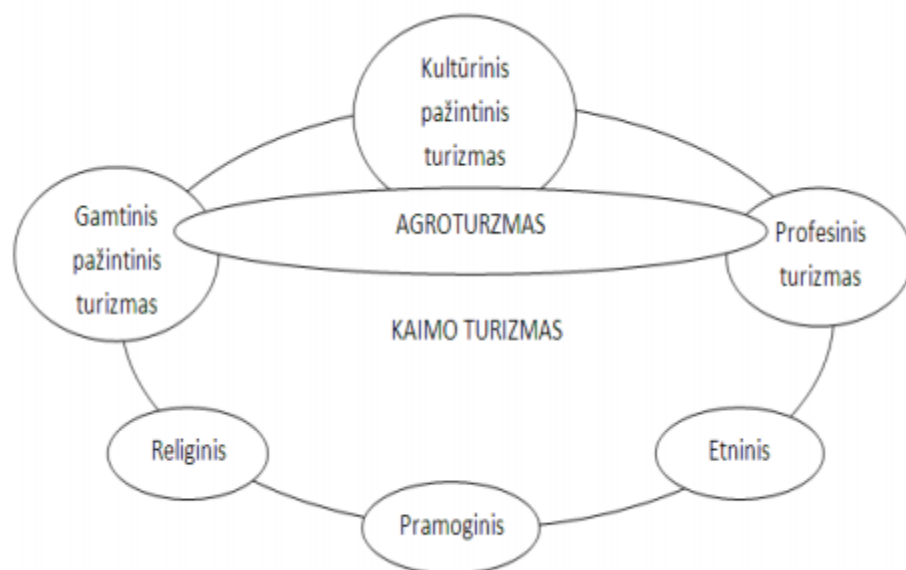 Kultūrinis
pažintinis
turizmas
Gamtinis
pažintinis
turizmas
AGROTURZMAS
Profesinis
turizmas
KAIMO TURIZMAS
Religinis
Etninis
Pramoginis